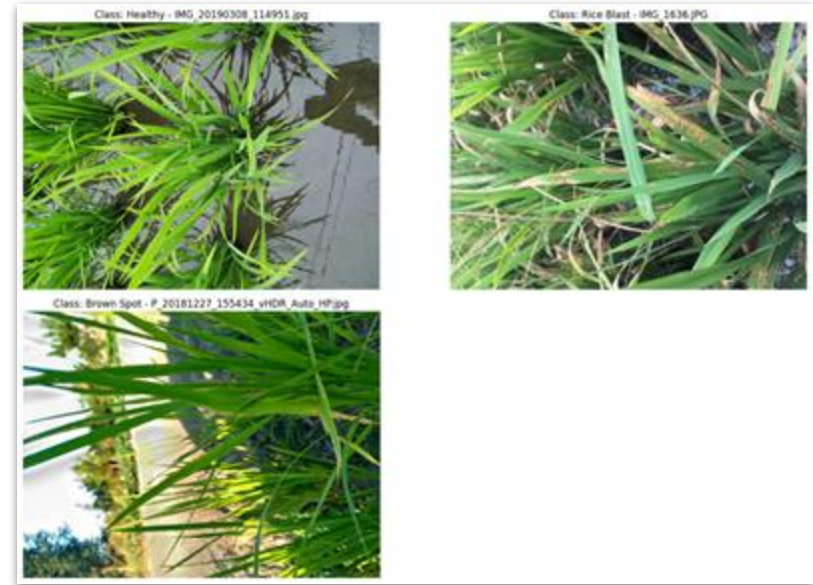 Class: Healthy - IMG_20190308_114951.jpg
Class: Rice Blast - IMG_1636.JPG
Class: Brown Spot - P_20181227_155434_vHDR_Auto_HP.jpg